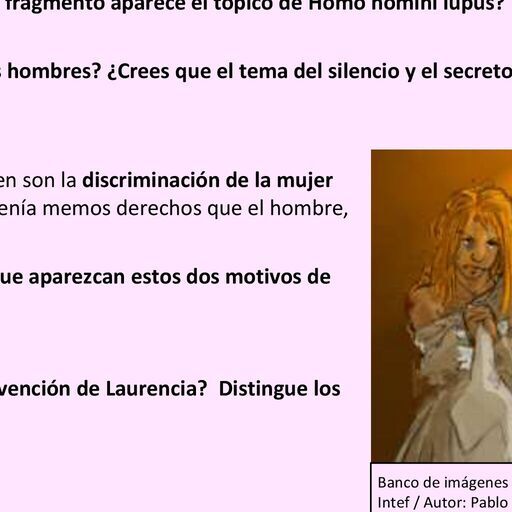 fragmento aparece el tópico de Homo homini lupus?
s hombres? ¿Crees que el tema del silencio y el secreto
en son la discriminación de la mujer
enía memos derechos que el hombre,
ue aparezcan estos dos motivos de
vención de Laurencia?  Distingue los
Banco de imágenes
Intef / Autor: Pablo